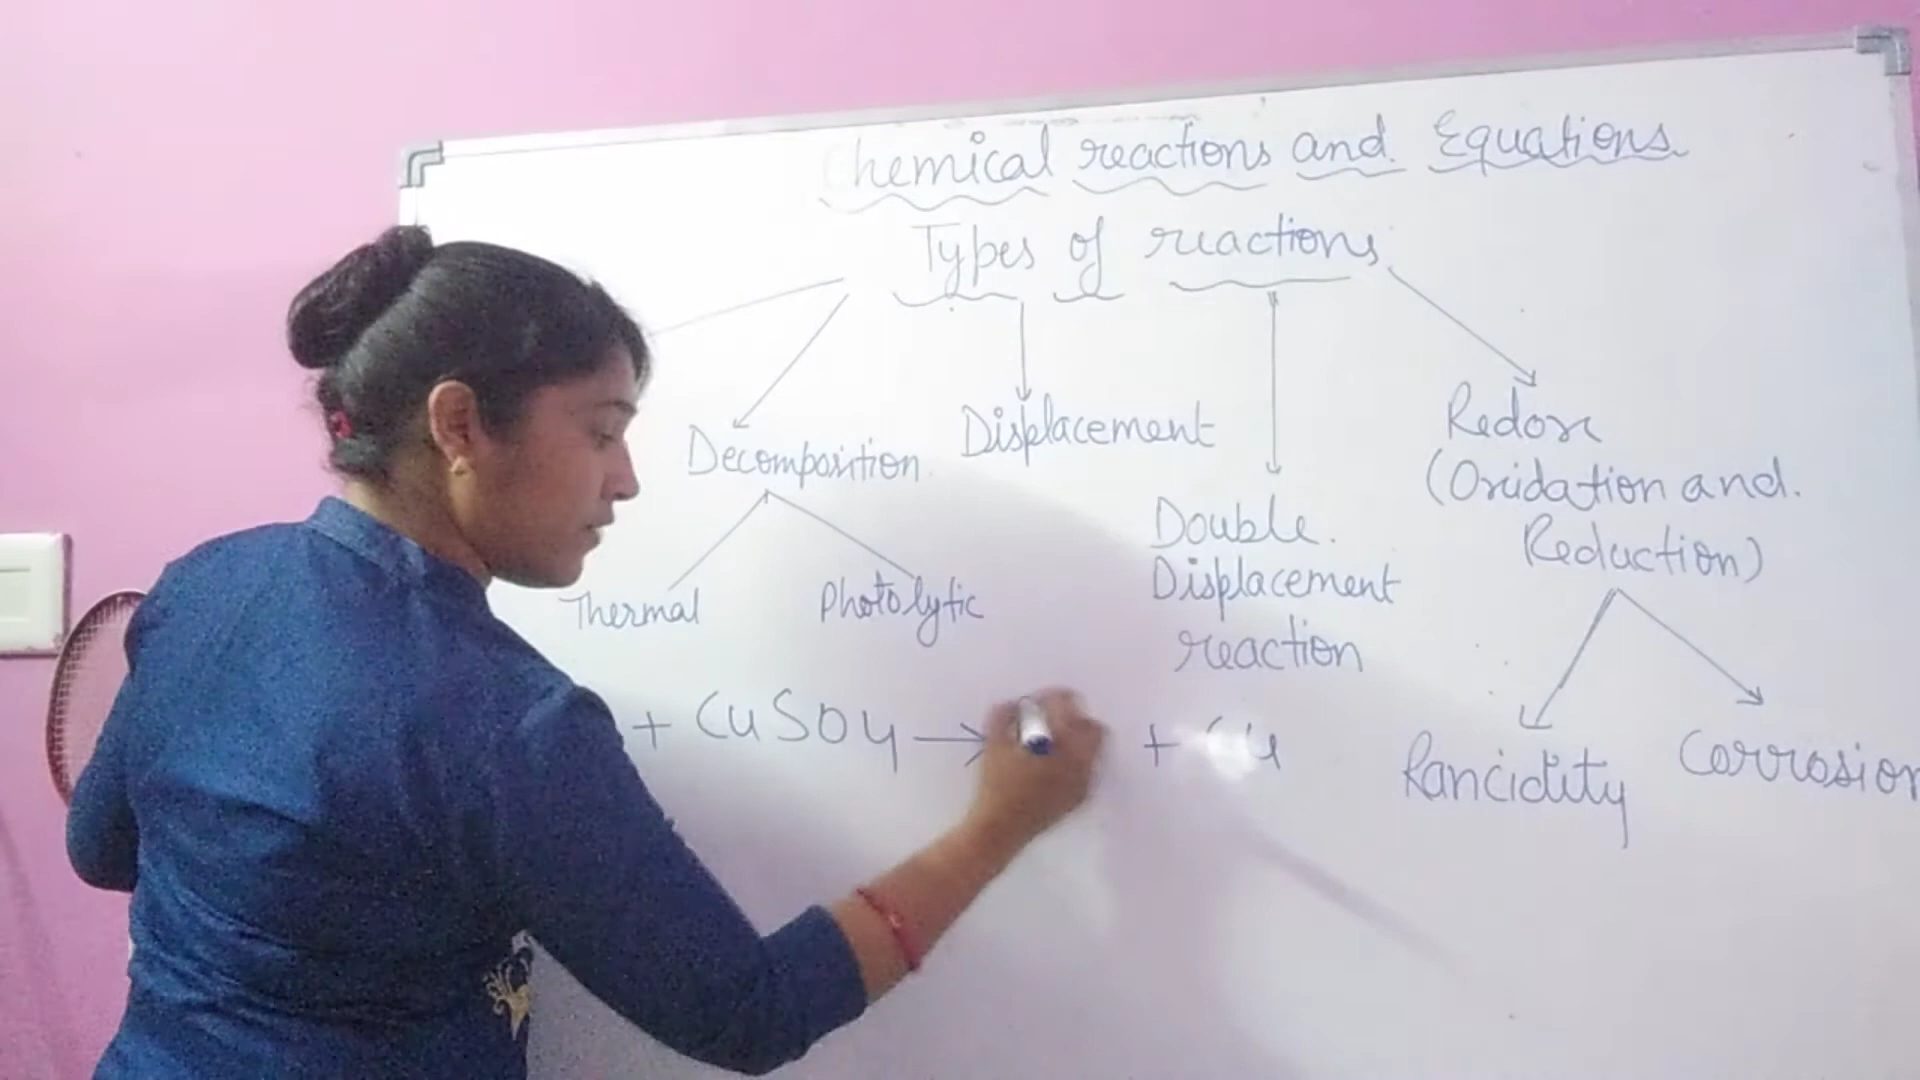 Chemical reactions and Equations
Types of reactions
Decomposition
Displacement
Double
Displacement
reaction
Redox
(Oxidation and
Reduction)
Thermal
Photolytic
Rancidity
Corrosion
+ CuSO4 → + Cu